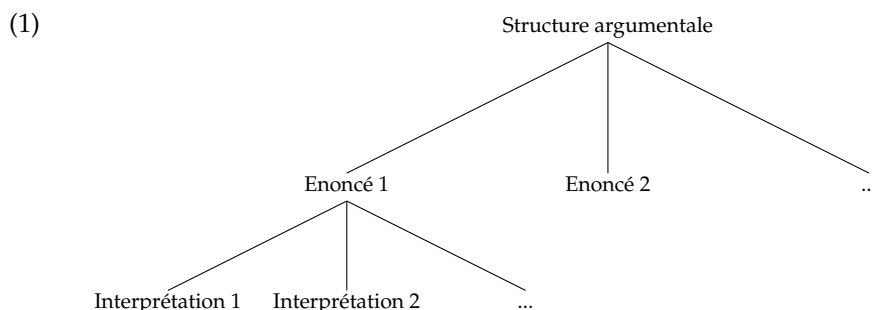 (1)
Structure argumentale
Enoncé 1 Enoncé 2 ..
Interprétation 1 Interprétation 2 ...